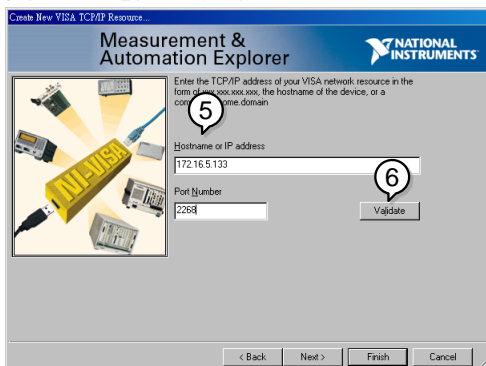 Create New VISA TCP/IP Resource...
Measurement &
Automation Explorer
NATIONAL
INSTRUMENTS
Enter the TCP/IP address of your VISA network resource in the
form of xxx.xxx.xxx.xxx, the hostname of the device, or a
some.domain
5
Hostname or IP address
172.16.5.133
6
Port Number
2268
Validate
NI-VISA
< Back
Next >
Finish
Cancel